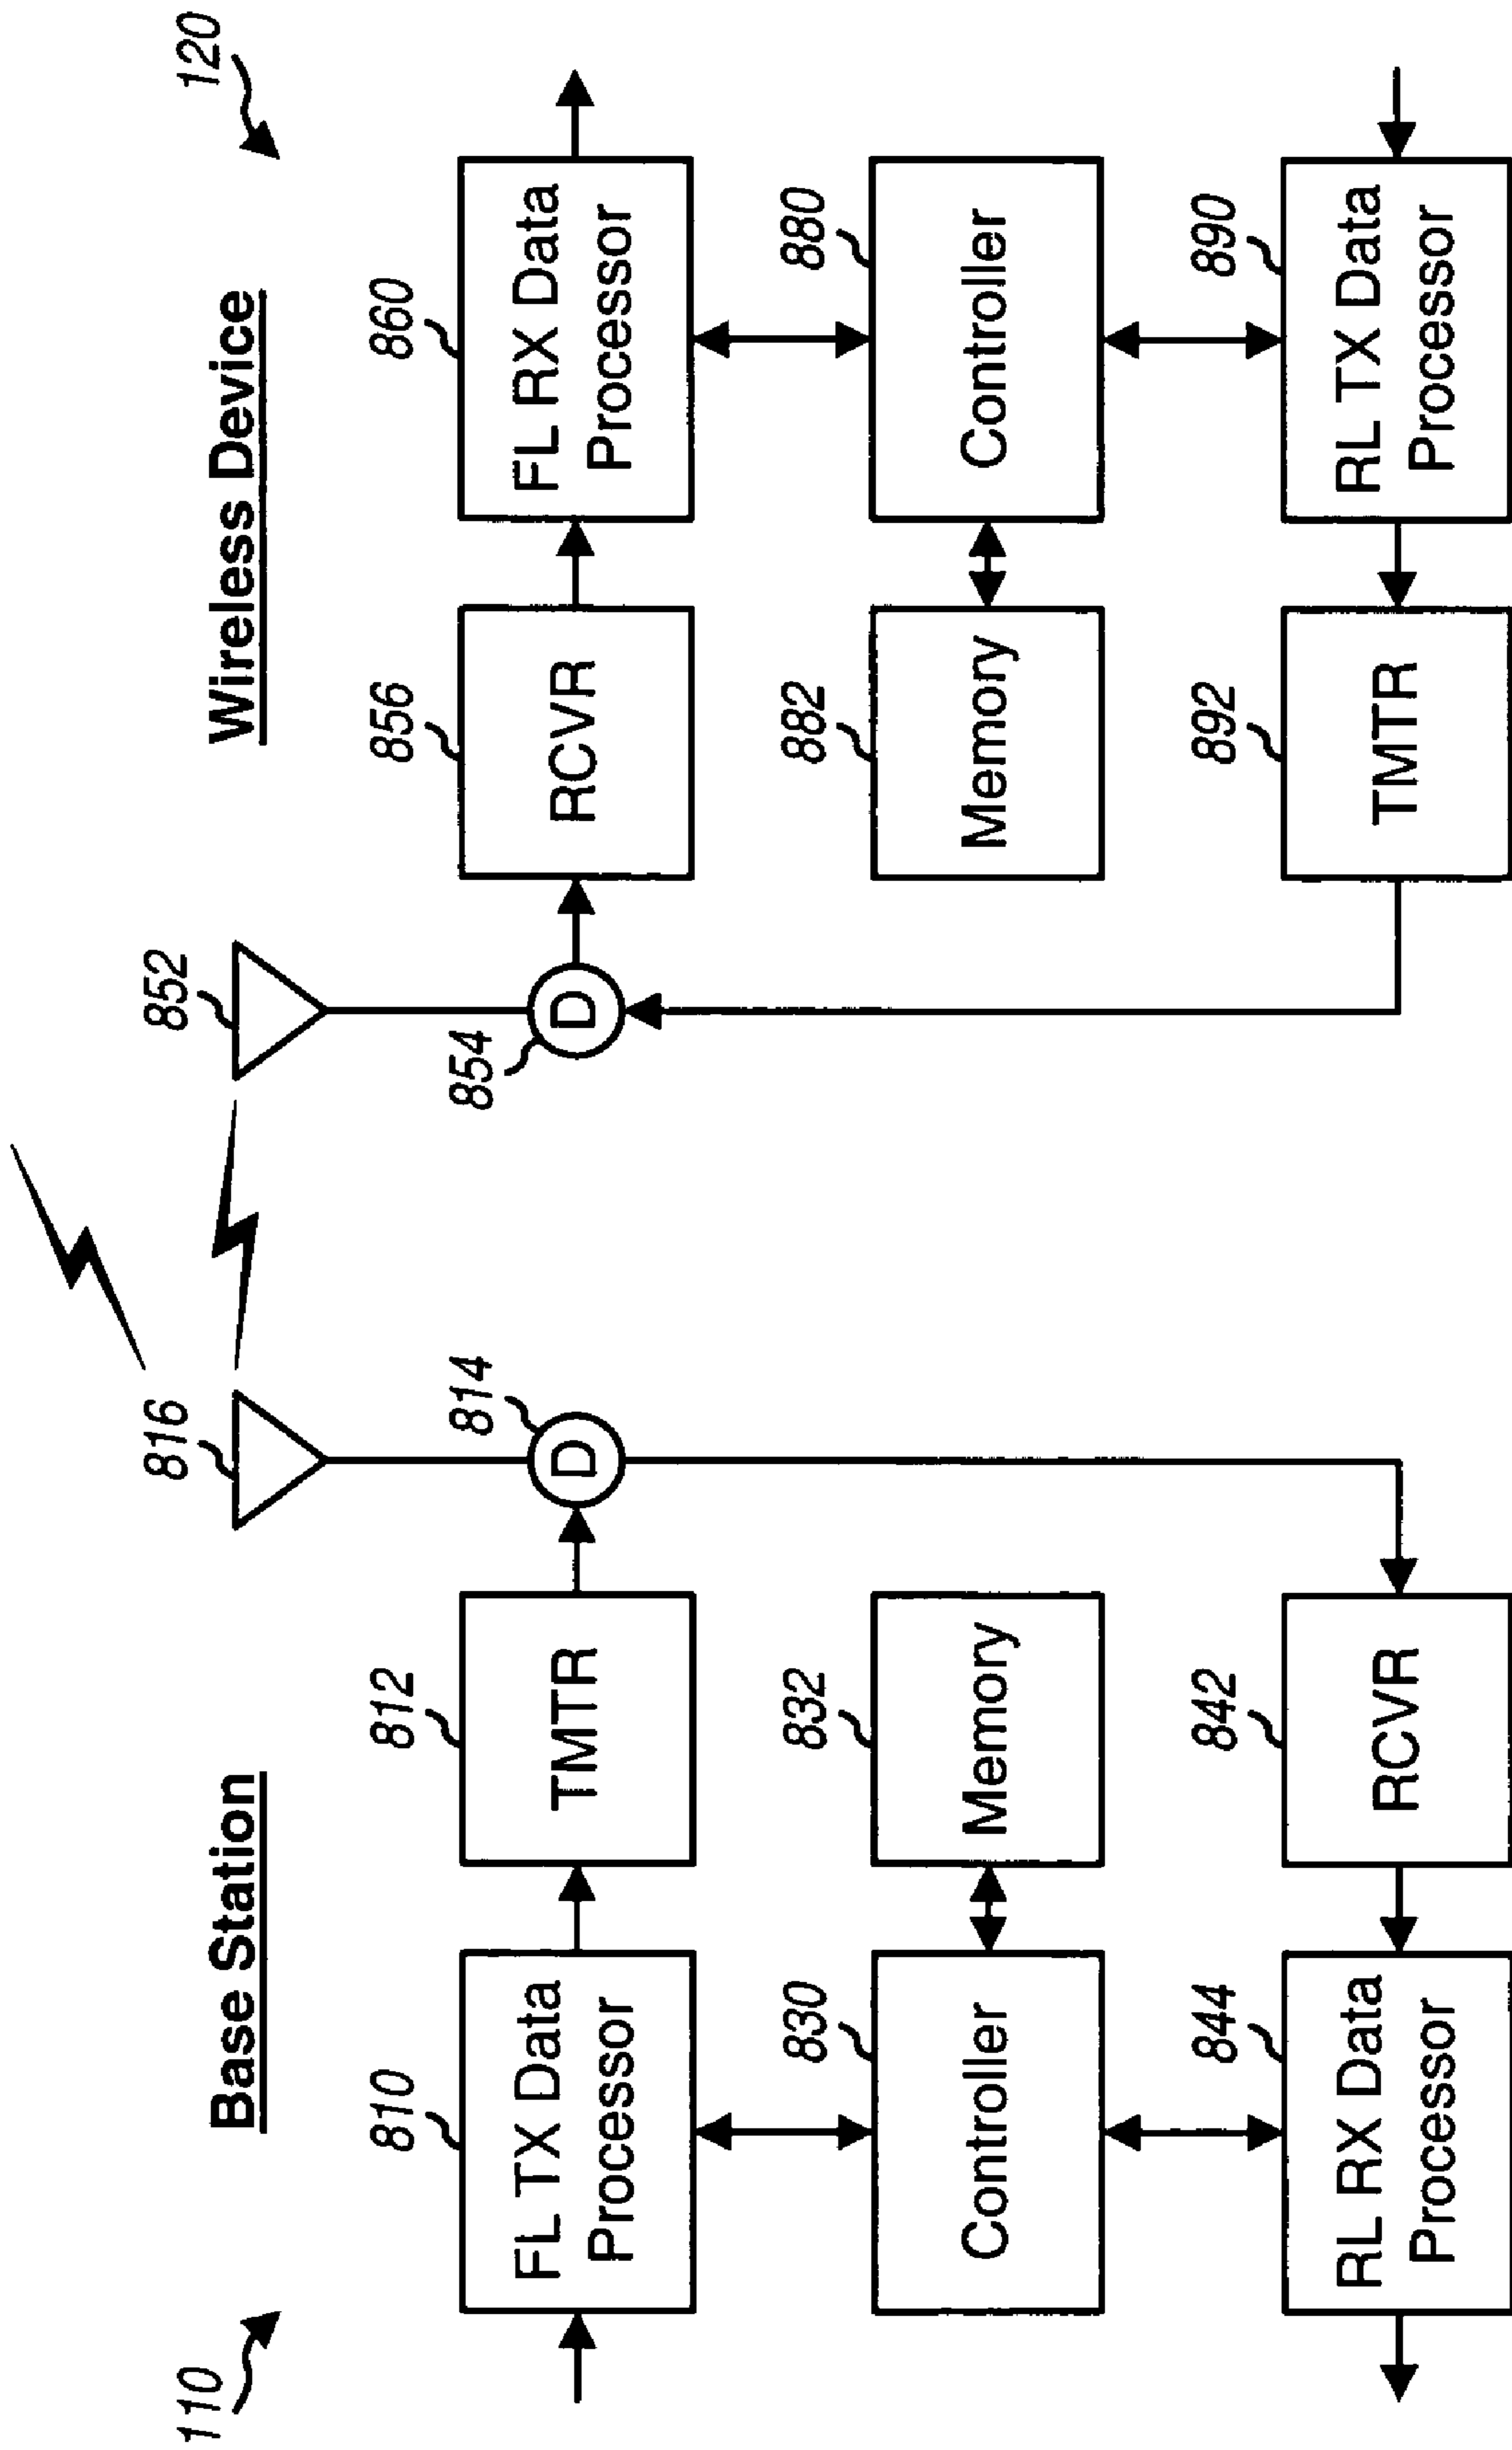 110
Base Station
816
852
Wireless Device
120
810
FL TX Data
Processor
812
TMTR
814
D
854
D
856
RCVR
860
FL RX Data
Processor
830
Controller
832
Memory
882
Memory
880
Controller
844
RL RX Data
Processor
842
RCVR
892
TMTR
890
RL TX Data
Processor